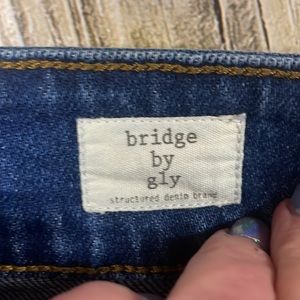 bridge
by
gly
structured denim brand